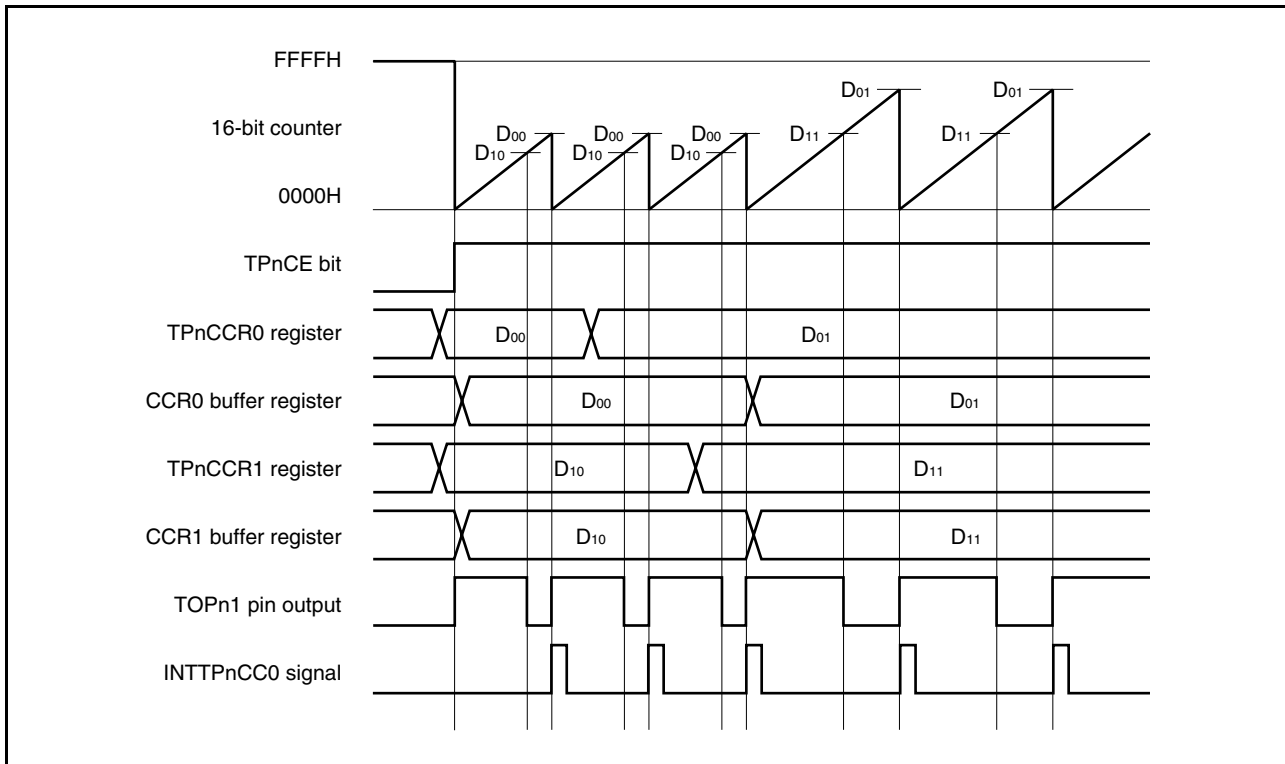 FFFFH
D01 D01
16-bit counter D00 D00 D00 D11 D11
D10 D10 D10
0000H
TPnCE bit
TPnCCR0 register D00 D01
CCR0 buffer register D00 D01
TPnCCR1 register D10 D11
CCR1 buffer register D10 D11
TOPn1 pin output
INTTPnCC0 signal